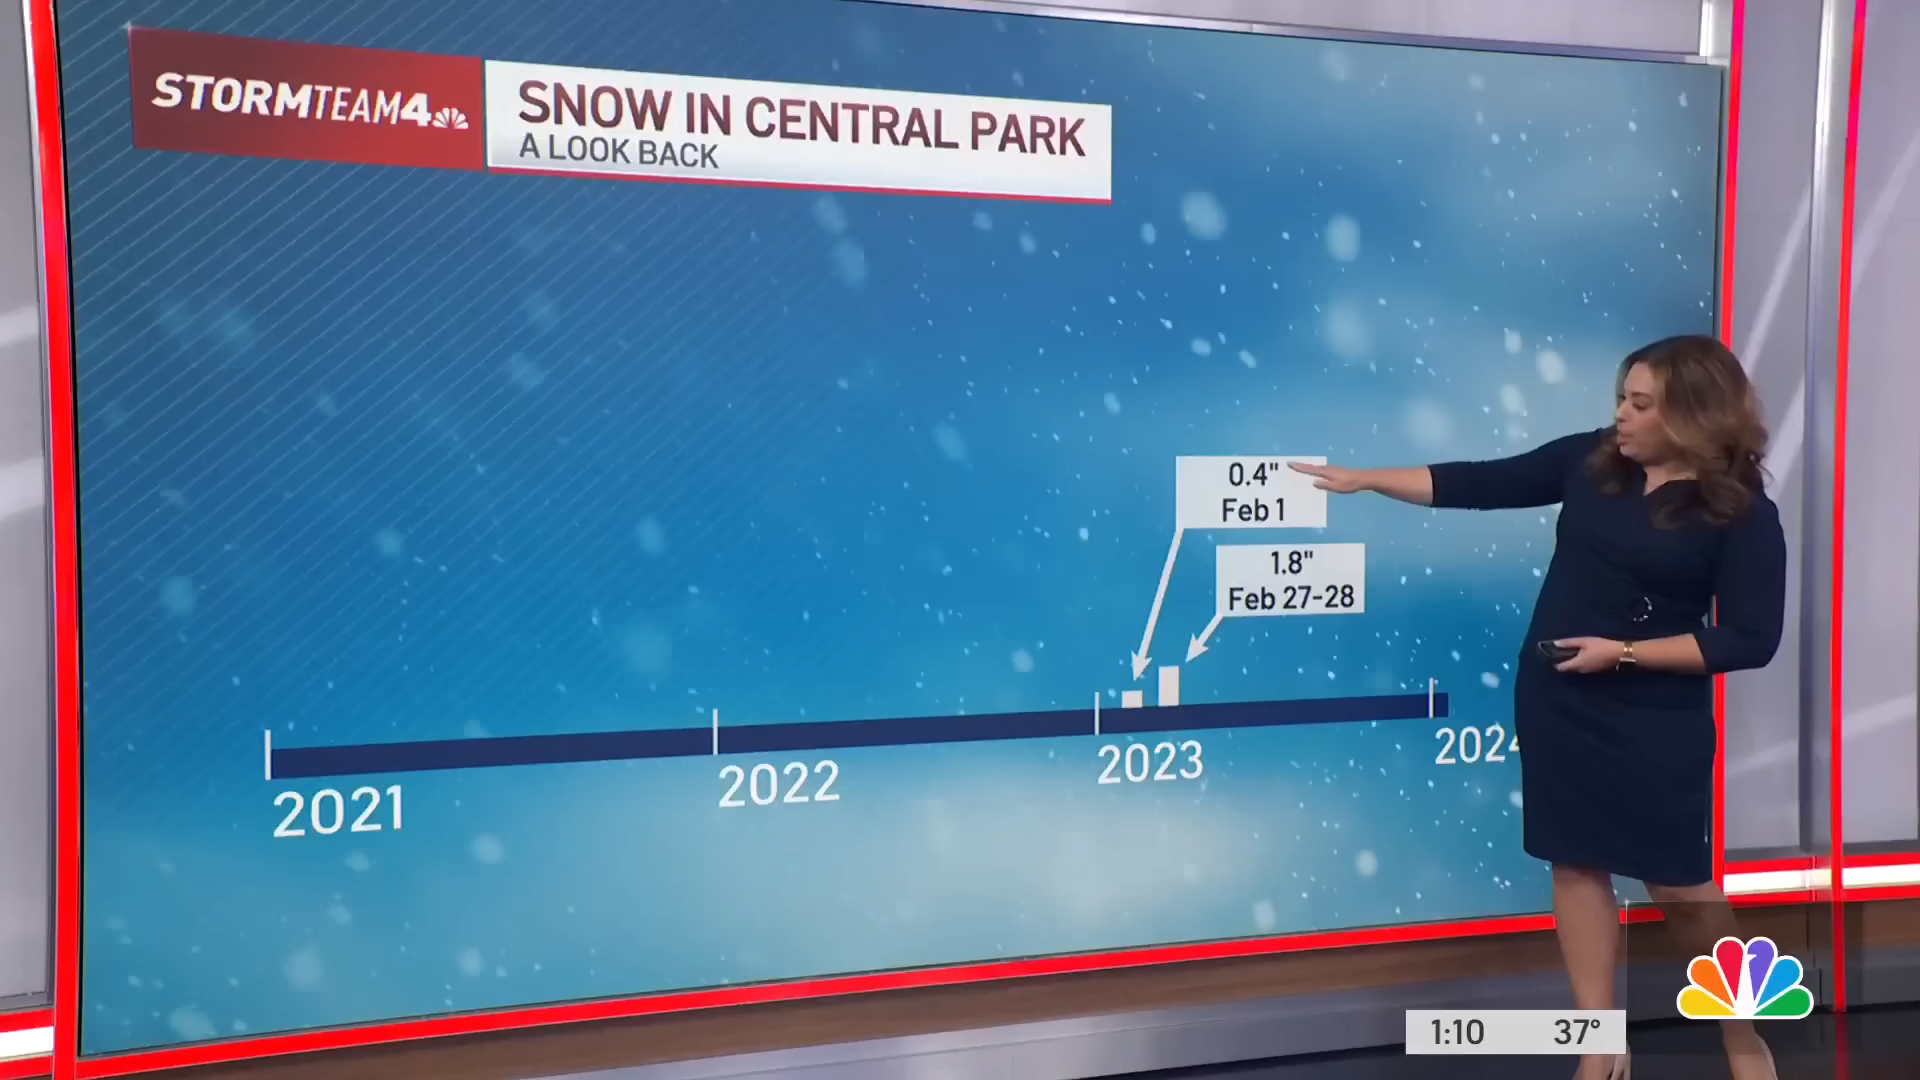 STORMTEAM4
SNOW IN CENTRAL PARK
A LOOK BACK
0.4"
Feb 1
1.8"
Feb 27-28
2021
2022
2023
2024
1:10 37°